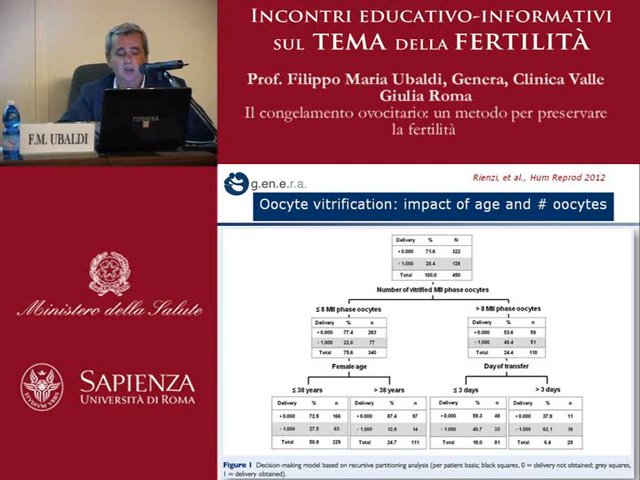 INCONTRI EDUCATIVO-INFORMATIVI
SUL TEMA DELLA FERTILITÀ
Prof. Filippo Maria Ubaldi, Genera, Clinica Valle
Giulia Roma
Il congelamento ovocitario: un metodo per preservare
la fertilità
TOSHIBA
F.M. UBALDI
g.en.e.r.a.
Rienzi, et al., Hum Reprod 2012
Oocyte vitrification: impact of age and # oocytes
Delivery % N
0.000 71.6 322
1.000 28.4 128
Total 100.0 450
Number of vitrified MII phase oocytes
≤ 8 MII phase oocytes
> 8 MII phase oocytes
Delivery % n
0.000 77.4 263
1.000 22.6 77
Total 75.6 340
Delivery % n
0.000 53.6 59
1.000 46.4 51
Total 24.4 110
Female age
Day of transfer
≤ 38 years
> 38 years
≤ 3 days
> 3 days
Delivery % n
0.000 72.5 166
1.000 27.5 63
Total 50.9 229
Delivery % n
0.000 87.4 97
1.000 12.6 14
Total 24.7 111
Delivery % n
0.000 59.3 48
1.000 40.7 33
Total 18.0 81
Delivery % n
0.000 37.9 11
1.000 62.1 18
Total 6.4 29
Figure 1 Decision-making model based on recursive partitioning analysis (per patient basis; black squares, 0 = delivery not obtained; grey squares,
1 = delivery obtained).
Ministero della Salute
SAPIENZA
UNIVERSITÀ DI ROMA